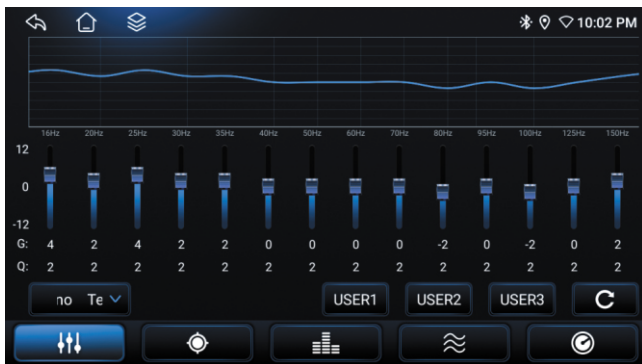 10:02 PM
16Hz 20Hz 25Hz 30Hz 35Hz 40Hz 50Hz 60Hz 70Hz 80Hz 95Hz 100Hz 125Hz 150Hz
12
0
-12
G: 4 2 4 2 2 0 0 0 0 -2 0 -2 0 2
Q: 2 2 2 2 2 2 2 2 2 2 2 2 2 2
no Te USER1 USER2 USER3